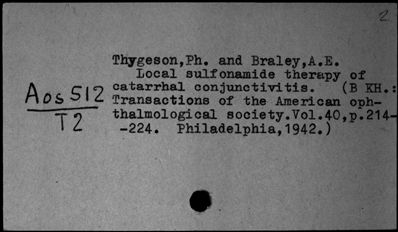 2
Thygeson,Ph. and Braley,A.E.
Local sulfonamide therapy of
catarrhal conjunctivitis. (B KH.:
Transactions of the American oph-
thalmological society.Vol.40,p.214-
-224. Philadelphia,1942.)
Aos 512
T2